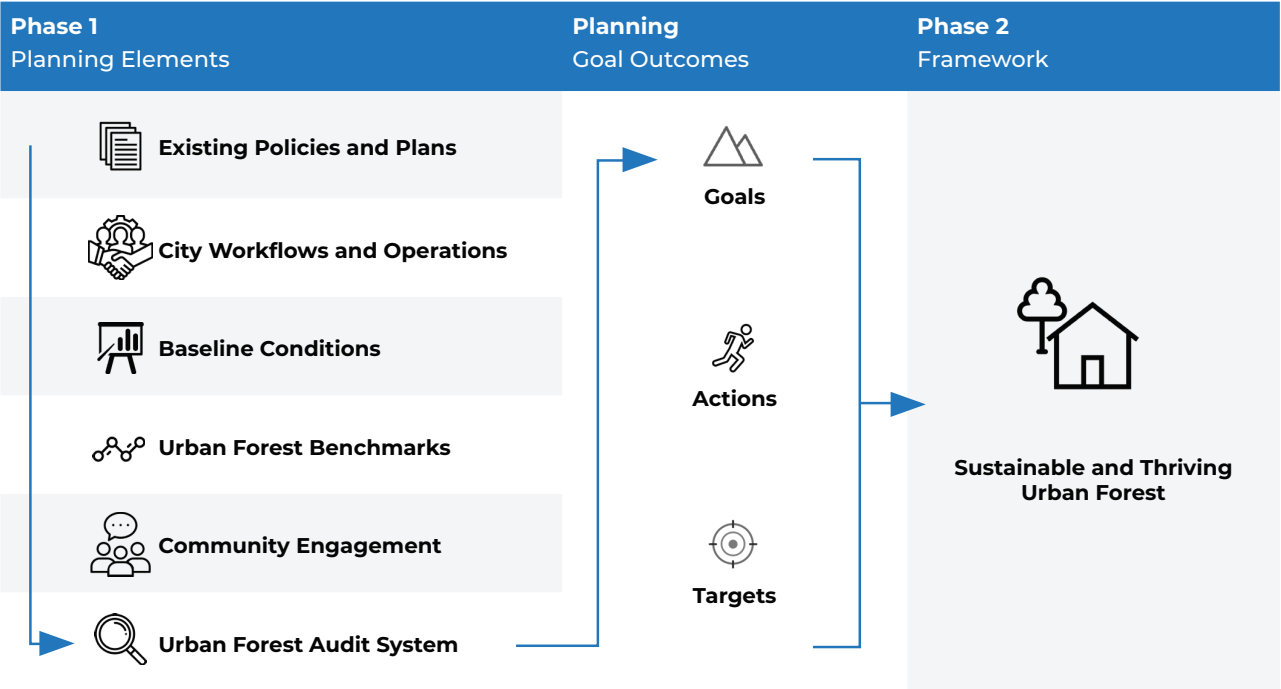 Phase 1
Planning Elements
Planning
Goal Outcomes
Phase 2
Framework
Existing Policies and Plans
City Workflows and Operations
Baseline Conditions
Urban Forest Benchmarks
Community Engagement
Urban Forest Audit System
Goals
Actions
Targets
Sustainable and Thriving
Urban Forest